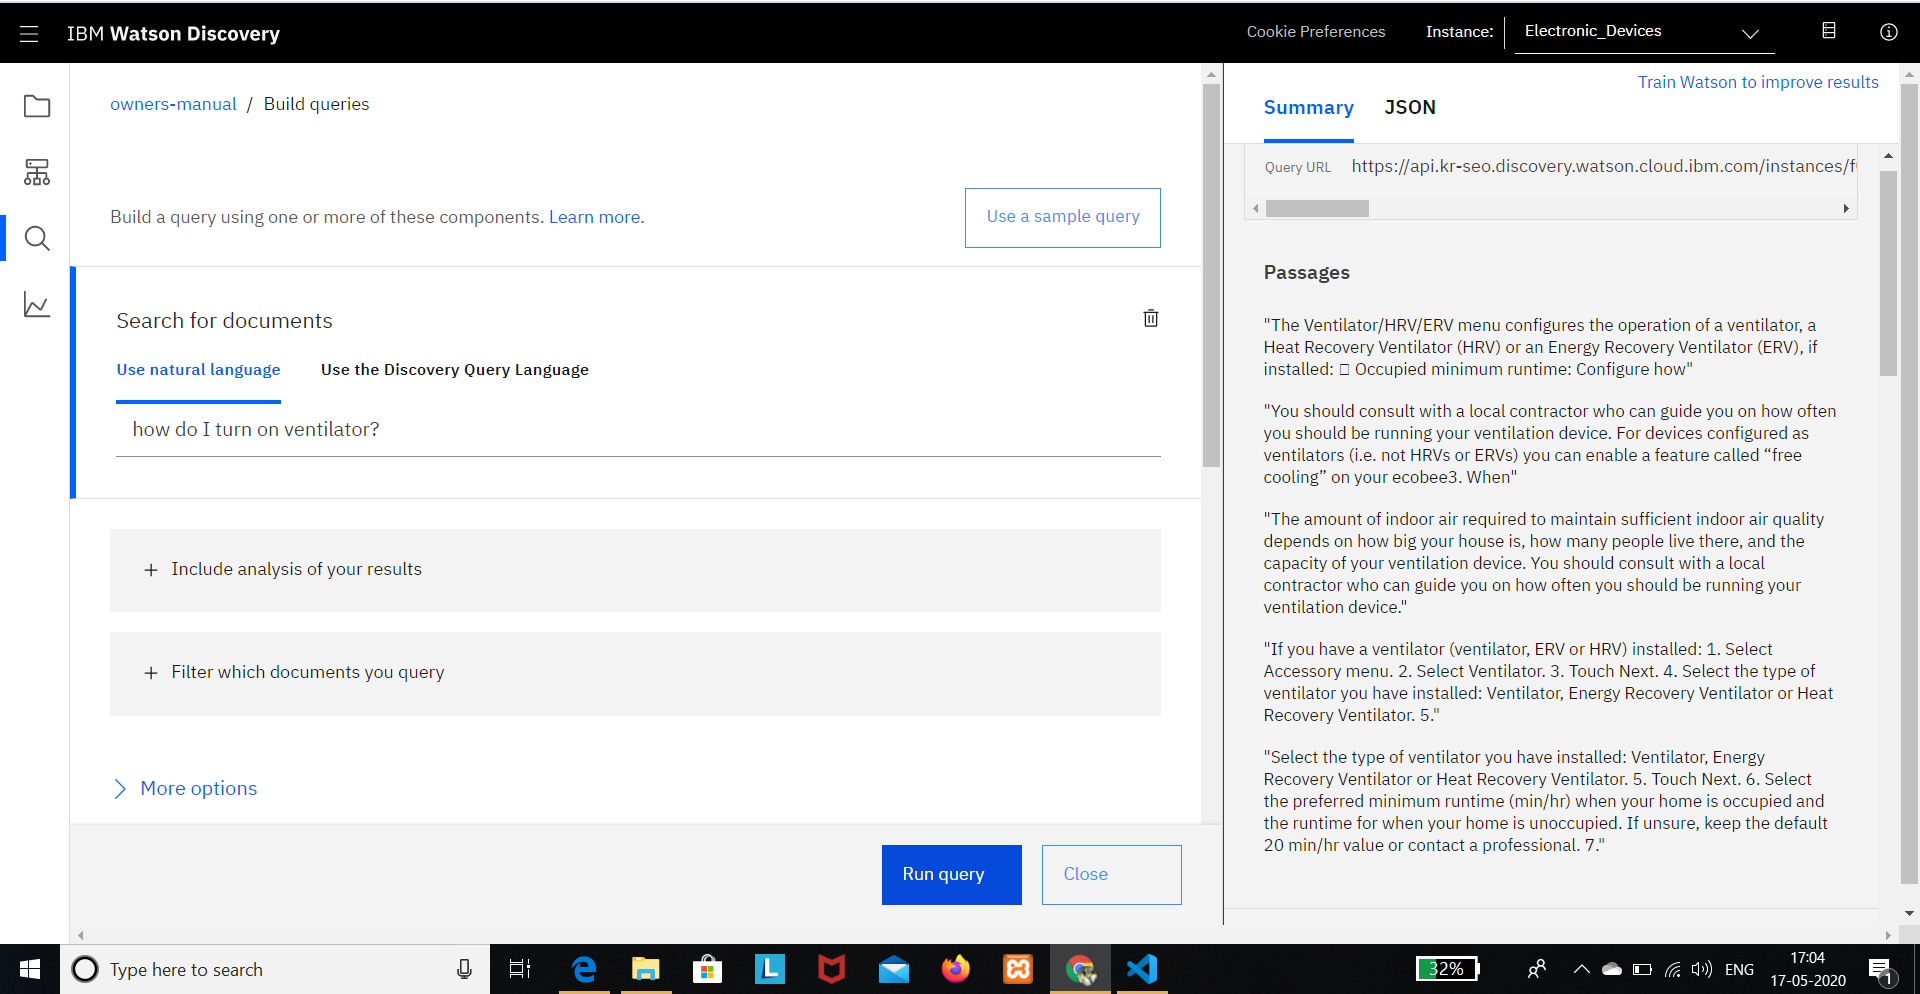 IBM Watson Discovery
Cookie Preferences
Instance:
Electronic_Devices
owners-manual / Build queries
Build a query using one or more of these components. Learn more.
Use a sample query
Search for documents
Use natural language
Use the Discovery Query Language
how do I turn on ventilator?
+ Include analysis of your results
+ Filter which documents you query
More options
Run query
Close
Train Watson to improve results
Summary
JSON
Query URL https://api.kr-seo.discovery.watson.cloud.ibm.com/instances/f
Passages
"The Ventilator/HRV/ERV menu configures the operation of a ventilator, a
Heat Recovery Ventilator (HRV) or an Energy Recovery Ventilator (ERV), if
installed: Occupied minimum runtime: Configure how"
"You should consult with a local contractor who can guide you on how often
you should be running your ventilation device. For devices configured as
ventilators (i.e. not HRVs or ERVs) you can enable a feature called “free
cooling” on your ecobee3. When"
"The amount of indoor air required to maintain sufficient indoor air quality
depends on how big your house is, how many people live there, and the
capacity of your ventilation device. You should consult with a local
contractor who can guide you on how often you should be running your
ventilation device."
"If you have a ventilator (ventilator, ERV or HRV) installed: 1. Select
Accessory menu. 2. Select Ventilator. 3. Touch Next. 4. Select the type of
ventilator you have installed: Ventilator, Energy Recovery Ventilator or Heat
Recovery Ventilator. 5."
"Select the type of ventilator you have installed: Ventilator, Energy
Recovery Ventilator or Heat Recovery Ventilator. 5. Touch Next. 6. Select
the preferred minimum runtime (min/hr) when your home is occupied and
the runtime for when your home is unoccupied. If unsure, keep the default
20 min/hr value or contact a professional. 7."
Type here to search
L
32%
ENG
17:04
17-05-2020
1